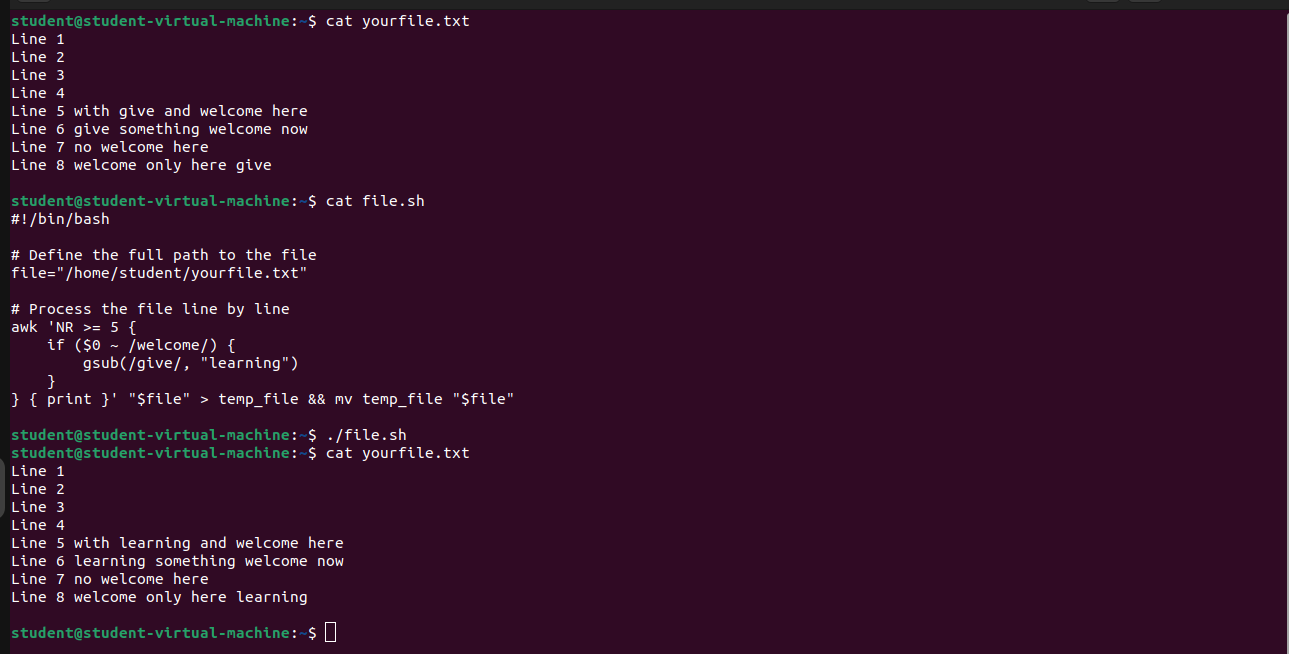 student@student-virtual-machine:~$ cat yourfile.txt
Line 1
Line 2
Line 3
Line 4
Line 5 with give and welcome here
Line 6 give something welcome now
Line 7 no welcome here
Line 8 welcome only here give

student@student-virtual-machine:~$ cat file.sh
#!/bin/bash

# Define the full path to the file
file="/home/student/yourfile.txt"

# Process the file line by line
awk 'NR >= 5 {
    if ($0 ~ /welcome/) {
        gsub(/give/, "learning")
    }
} { print }' "$file" > temp_file && mv temp_file "$file"

student@student-virtual-machine:~$ ./file.sh
student@student-virtual-machine:~$ cat yourfile.txt
Line 1
Line 2
Line 3
Line 4
Line 5 with learning and welcome here
Line 6 learning something welcome now
Line 7 no welcome here
Line 8 welcome only here learning

student@student-virtual-machine:~$